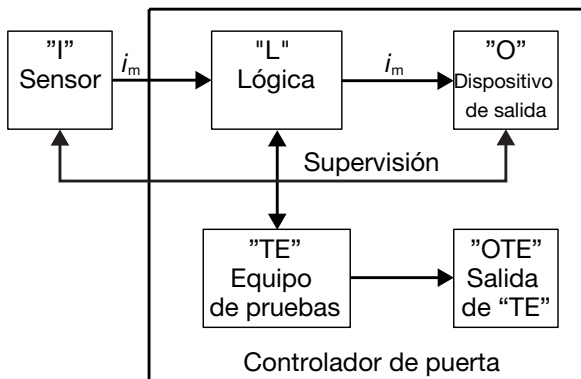 ”I”
Sensor
im
"L"
Lógica
im
”O”
Dispositivo
de salida
Supervisión
”TE”
Equipo
de pruebas
”OTE”
Salida
de “TE”
Controlador de puerta